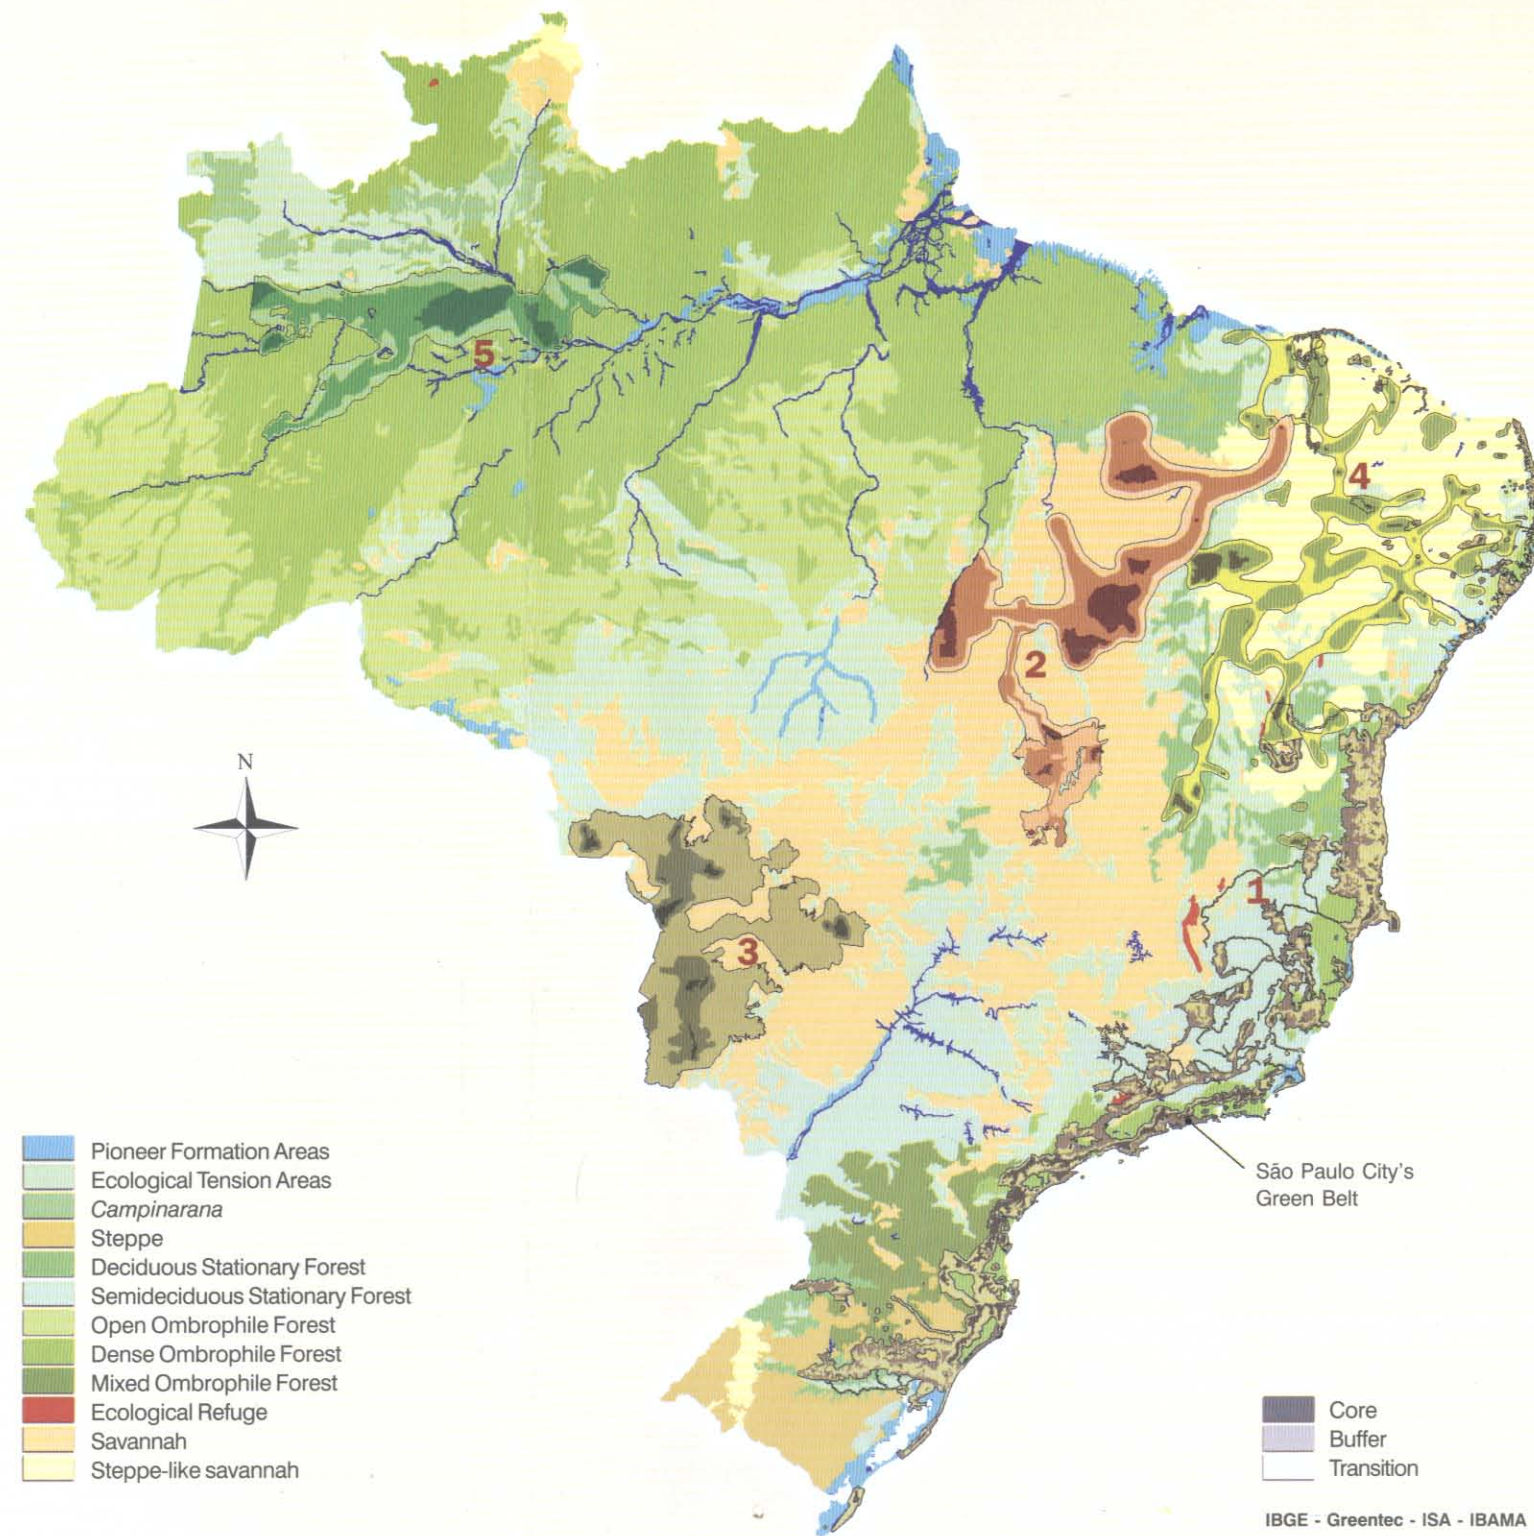 N
5
4
2
3
1
São Paulo City's
Green Belt
Pioneer Formation Areas
Ecological Tension Areas
Campinarana
Steppe
Deciduous Stationary Forest
Semideciduous Stationary Forest
Open Ombrophile Forest
Dense Ombrophile Forest
Mixed Ombrophile Forest
Ecological Refuge
Savannah
Steppe-like savannah
Core
Buffer
Transition
IBGE - Greentec - ISA - IBAMA